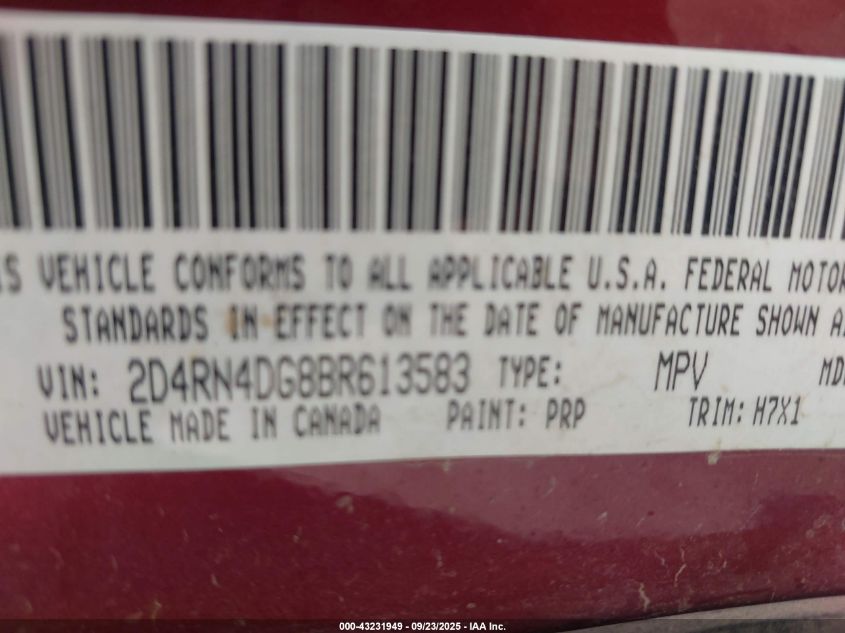 S VEHICLE CONFORMS TO ALL APPLICABLE U.S.A. FEDERAL MOTOR
STANDARDS IN EFFECT ON THE DATE OF MANUFACTURE SHOWN A
VIN: 2D4RN4DG8BR613583 TYPE: MPV MD
VEHICLE MADE IN CANADA PAINT: PRP TRIM: H7X1
000-43231949 - 09/23/2025 - IAA Inc.